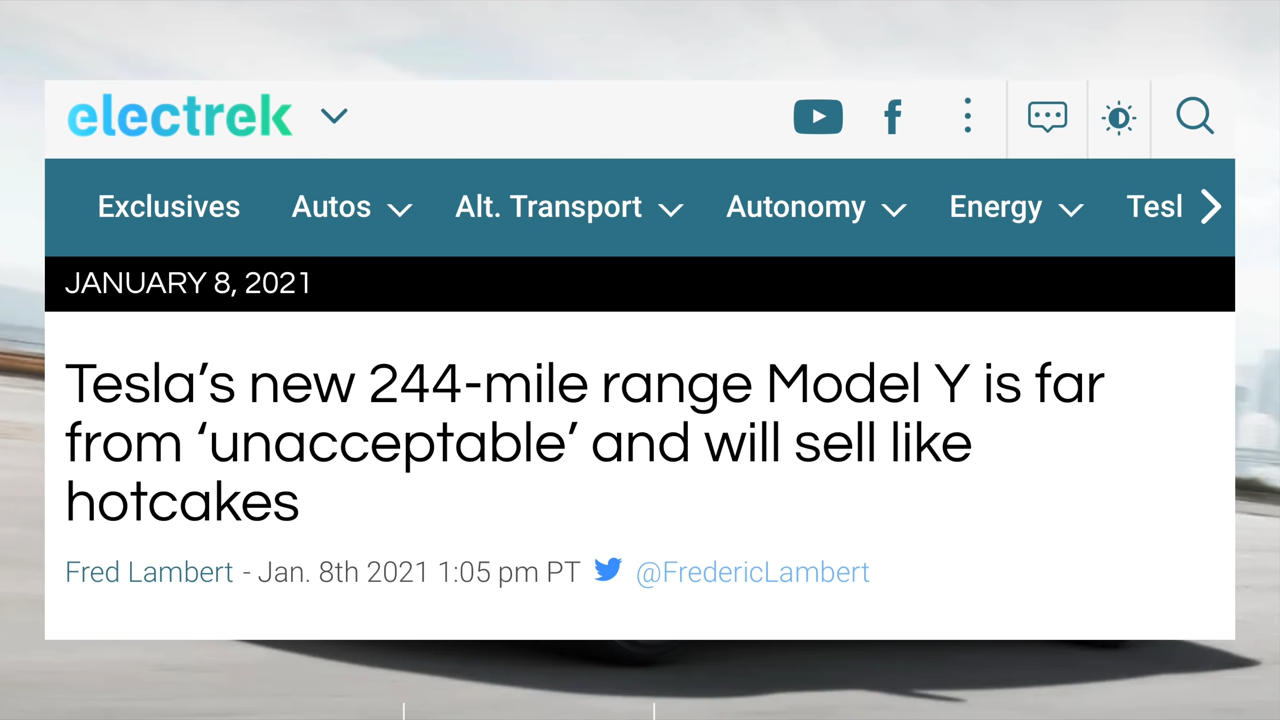 electrek
Exclusives Autos Alt. Transport Autonomy Energy Tesl
JANUARY 8, 2021
Tesla’s new 244-mile range Model Y is far
from ‘unacceptable’ and will sell like
hotcakes
Fred Lambert - Jan. 8th 2021 1:05 pm PT @FredericLambert